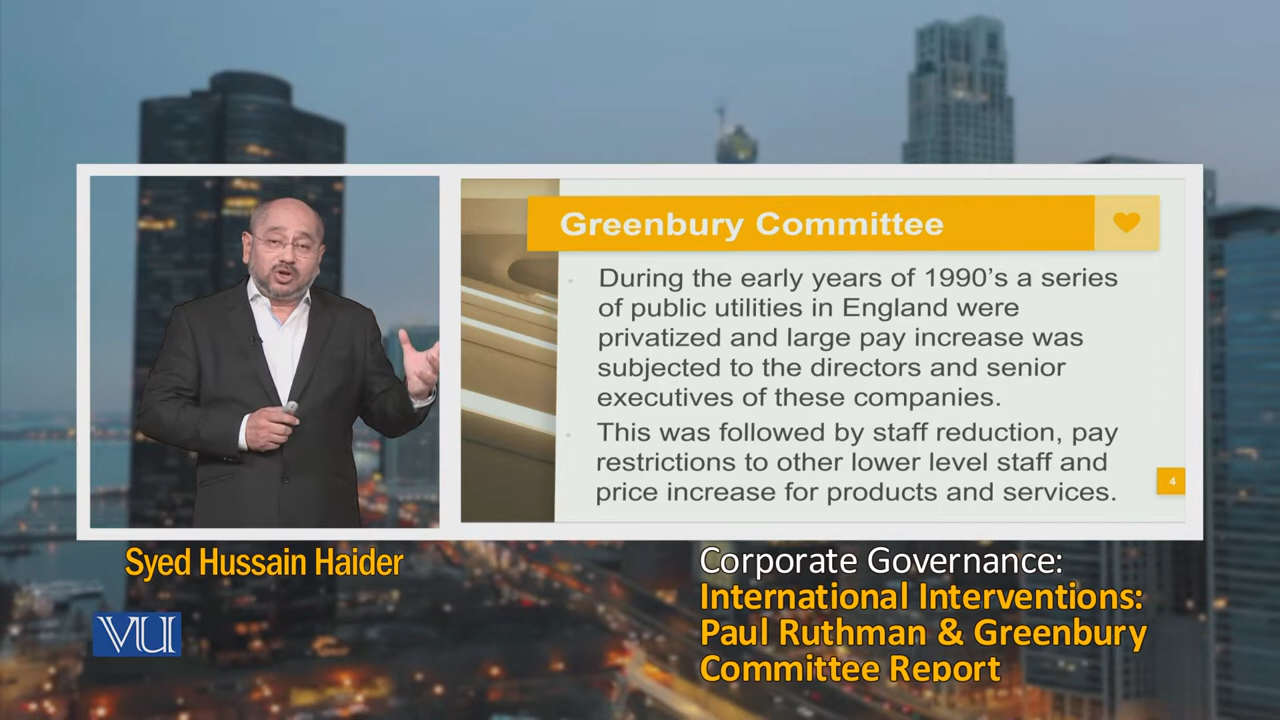 Greenbury Committee
During the early years of 1990's a series
of public utilities in England were
privatized and large pay increase was
subjected to the directors and senior
executives of these companies.
This was followed by staff reduction, pay
restrictions to other lower level staff and
price increase for products and services.
4
Syed Hussain Haider
VU
Corporate Governance:
International Interventions:
Paul Ruthman & Greenbury
Committee Report